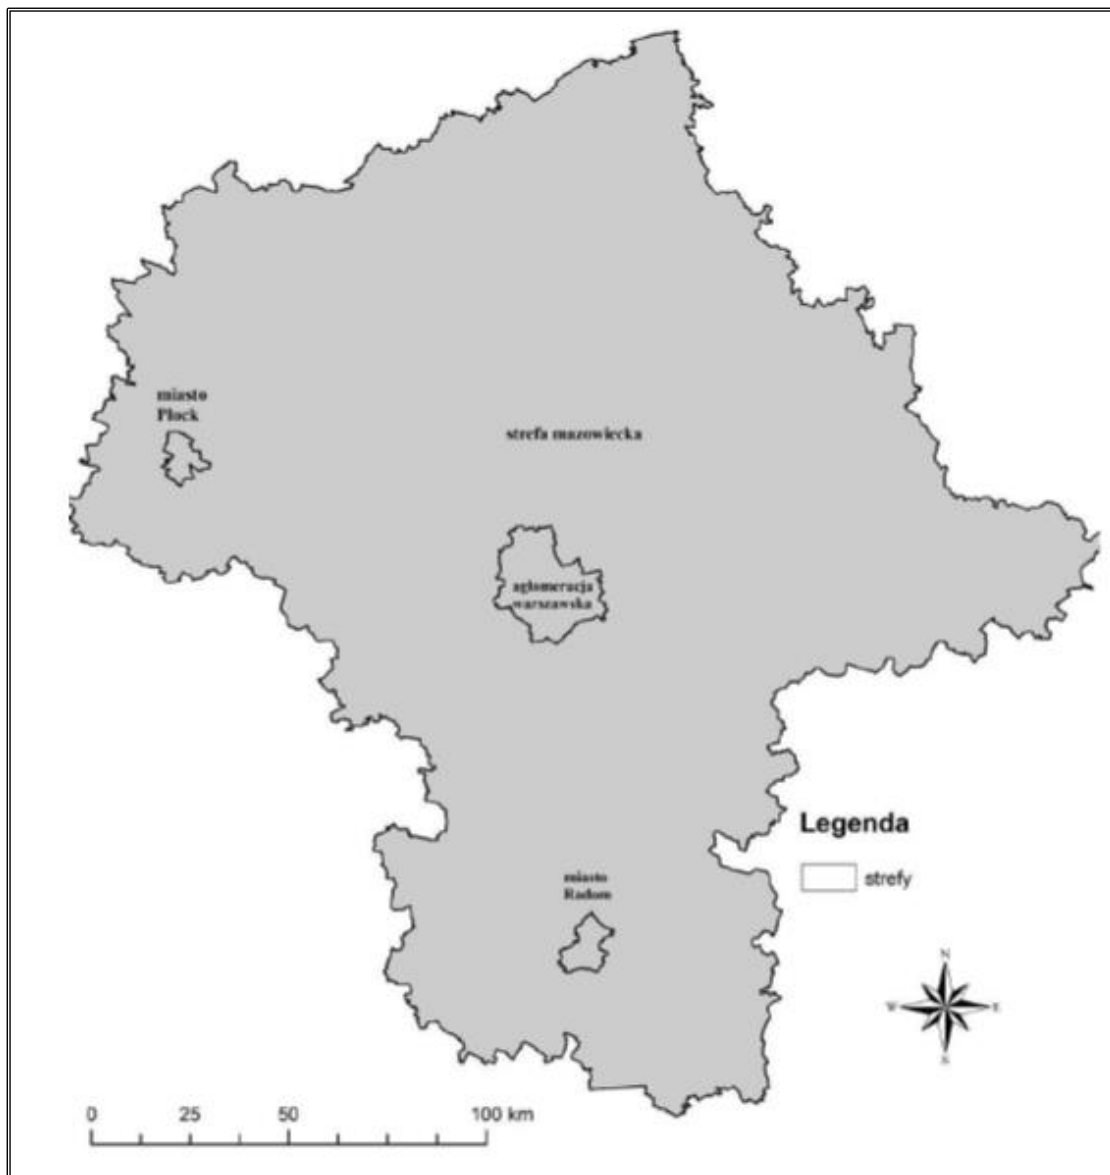 miasto
Płock
strefa mazowiecka
aglomeracja
warszawska
Legenda
miasto
Radom
strefy
N
W E
S
0 25 50 100 km